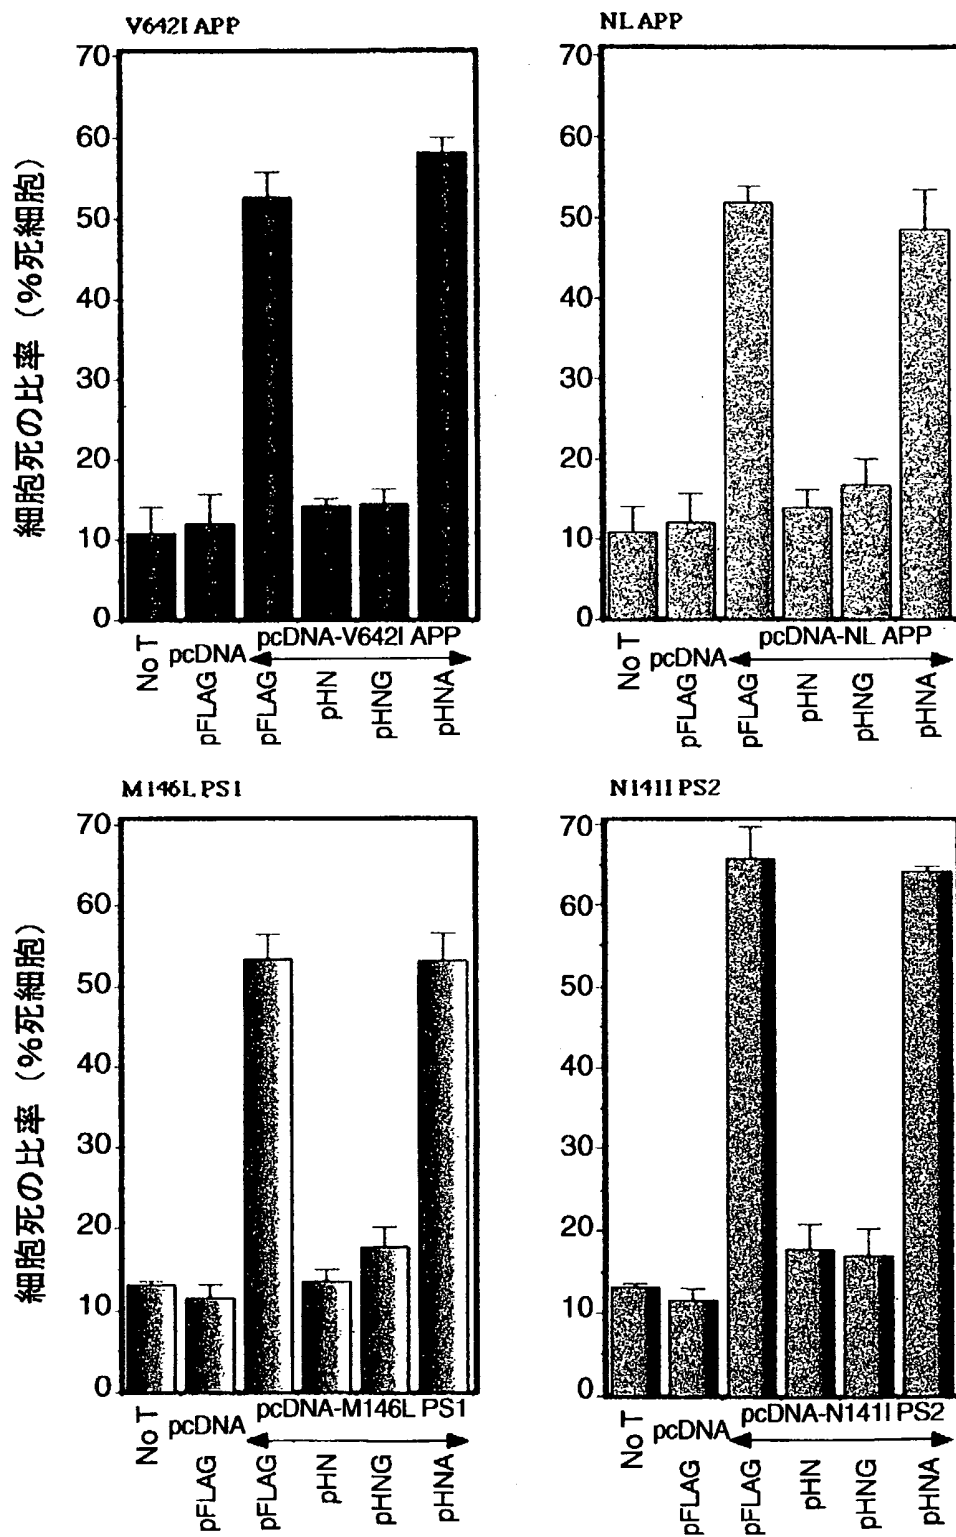 V642I APP
細胞死の比率 (%死細胞)
70
60
50
40
30
20
10
0
No T
pcDNA
pFLAG
pcDNA-V642I APP
pFLAG
pHN
pHNG
pHNA
NL APP
70
60
50
40
30
20
10
0
No T
pcDNA
pFLAG
pcDNA-NL APP
pFLAG
pHN
pHNG
pHNA
M146L PS1
細胞死の比率 (%死細胞)
70
60
50
40
30
20
10
0
No T
pcDNA
pFLAG
pcDNA-M146L PS1
pFLAG
pHN
pHNG
pHNA
N141I PS2
70
60
50
40
30
20
10
0
No T
pcDNA
pFLAG
pcDNA-N141I PS2
pFLAG
pHN
pHNG
pHNA